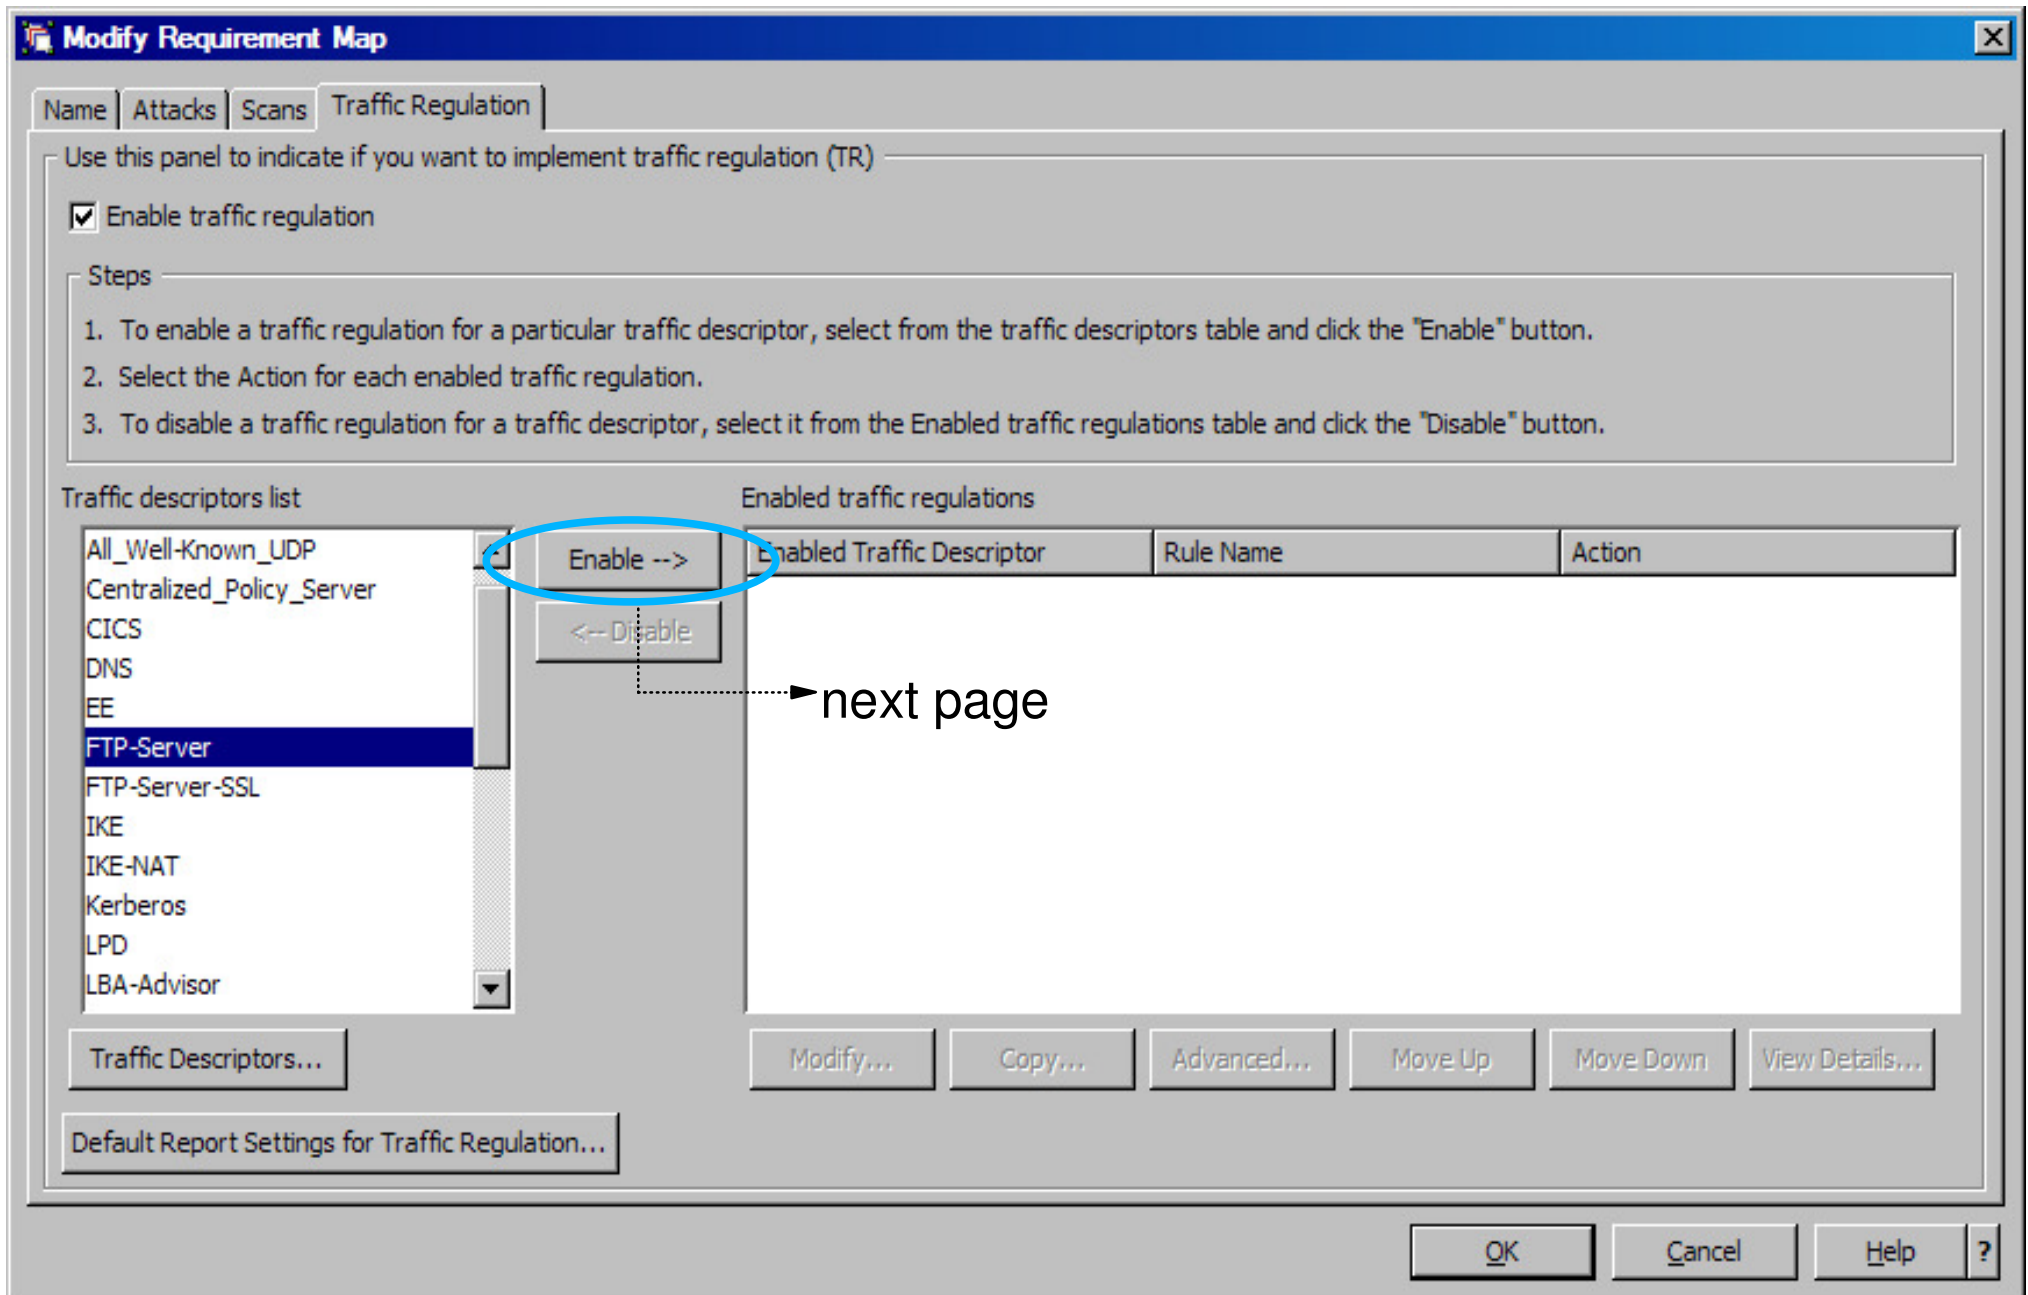 Modify Requirement Map
Name Attacks Scans Traffic Regulation
Use this panel to indicate if you want to implement traffic regulation (TR)
Enable traffic regulation
Steps
1. To enable a traffic regulation for a particular traffic descriptor, select from the traffic descriptors table and click the "Enable" button.
2. Select the Action for each enabled traffic regulation.
3. To disable a traffic regulation for a traffic descriptor, select it from the Enabled traffic regulations table and click the "Disable" button.
Traffic descriptors list
All_Well-Known_UDP
Centralized_Policy_Server
CICS
DNS
EE
FTP-Server
FTP-Server-SSL
IKE
IKE-NAT
Kerberos
LPD
LBA-Advisor
Enable -->
<-- Disable
next page
Enabled traffic regulations
Enabled Traffic Descriptor Rule Name Action
Traffic Descriptors...
Modify... Copy... Advanced... Move Up Move Down View Details...
Default Report Settings for Traffic Regulation...
OK Cancel Help ?